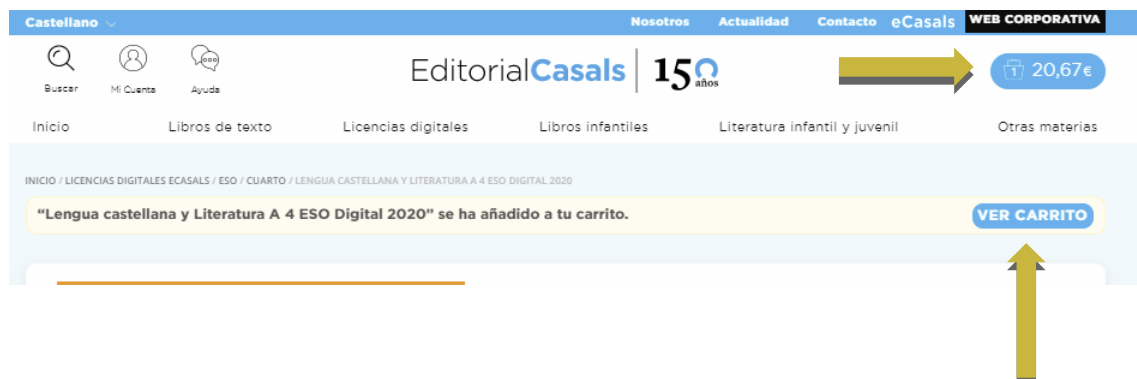 Castellano
Nosotros Actualidad Contacto eCasals WEB CORPORATIVA
Buscar Mi Cuenta Ayuda
EditorialCasals 150 años
1 20,67€
Inicio Libros de texto Licencias digitales Libros infantiles Literatura infantil y juvenil Otras materias
INICIO / LICENCIAS DIGITALES ECASALS / ESO / CUARTO / LENGUA CASTELLANA Y LITERATURA A 4 ESO DIGITAL 2020
“Lengua castellana y Literatura A 4 ESO Digital 2020” se ha añadido a tu carrito. VER CARRITO